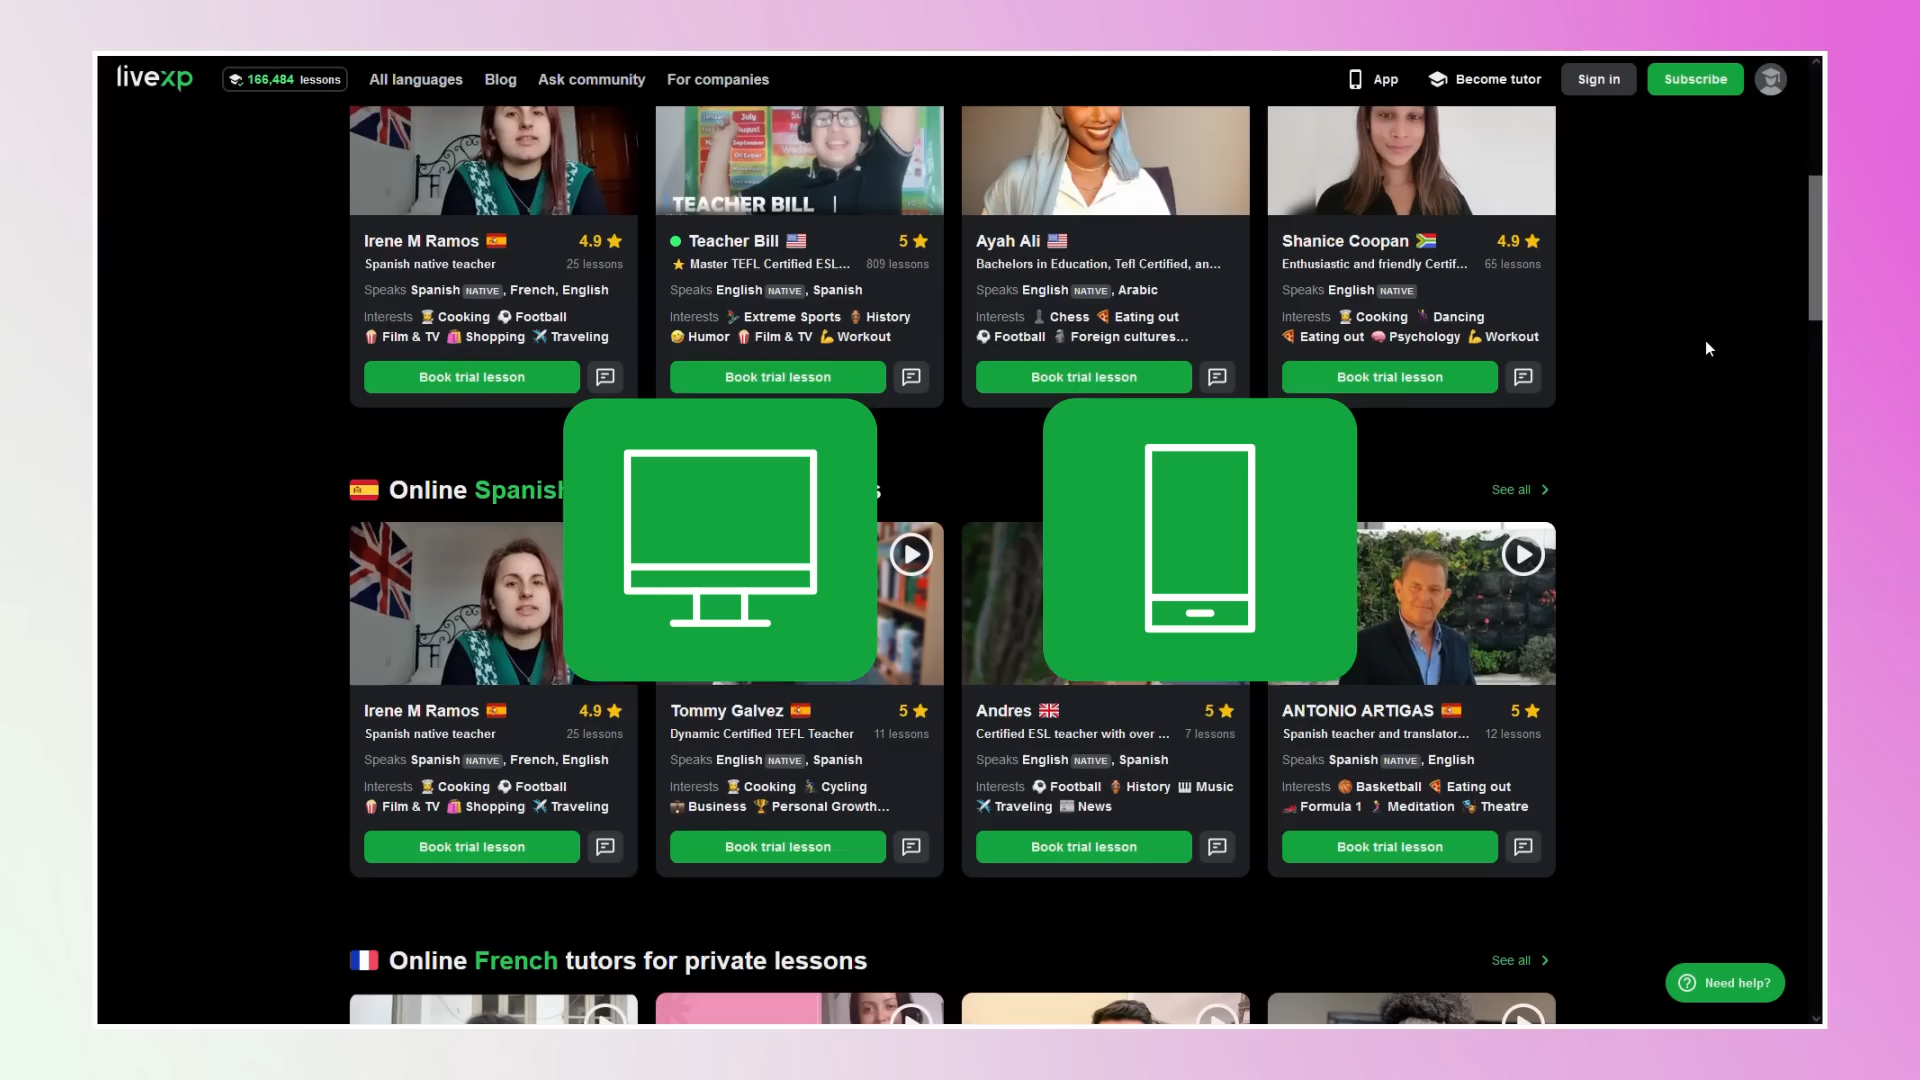 livexp
166,484 lessons
All languages
Blog
Ask community
For companies
App
Become tutor
Sign in
Subscribe
July
August
September
October
TEACHER BILL
Irene M Ramos
4.9
Spanish native teacher
25 lessons
Speaks Spanish NATIVE, French, English
Interests Cooking Football
Film & TV Shopping Traveling
Book trial lesson
Teacher Bill
5
Master TEFL Certified ESL...
809 lessons
Speaks English NATIVE, Spanish
Interests Extreme Sports History
Humor Film & TV Workout
Book trial lesson
Ayah Ali
Bachelors in Education, Tefl Certified, an...
Speaks English NATIVE, Arabic
Interests Chess Eating out
Football Foreign cultures...
Book trial lesson
Shanice Coopan
4.9
Enthusiastic and friendly Certif...
65 lessons
Speaks English NATIVE
Interests Cooking Dancing
Eating out Psychology Workout
Book trial lesson
Online Spanish
See all
Irene M Ramos
4.9
Spanish native teacher
25 lessons
Speaks Spanish NATIVE, French, English
Interests Cooking Football
Film & TV Shopping Traveling
Book trial lesson
Tommy Galvez
5
Dynamic Certified TEFL Teacher
11 lessons
Speaks English NATIVE, Spanish
Interests Cooking Cycling
Business Personal Growth...
Book trial lesson
Andres
5
Certified ESL teacher with over ...
7 lessons
Speaks English NATIVE, Spanish
Interests Football History Music
Traveling News
Book trial lesson
ANTONIO ARTIGAS
5
Spanish teacher and translator...
12 lessons
Speaks Spanish NATIVE, English
Interests Basketball Eating out
Formula 1 Meditation Theatre
Book trial lesson
Online French tutors for private lessons
See all
Need help?